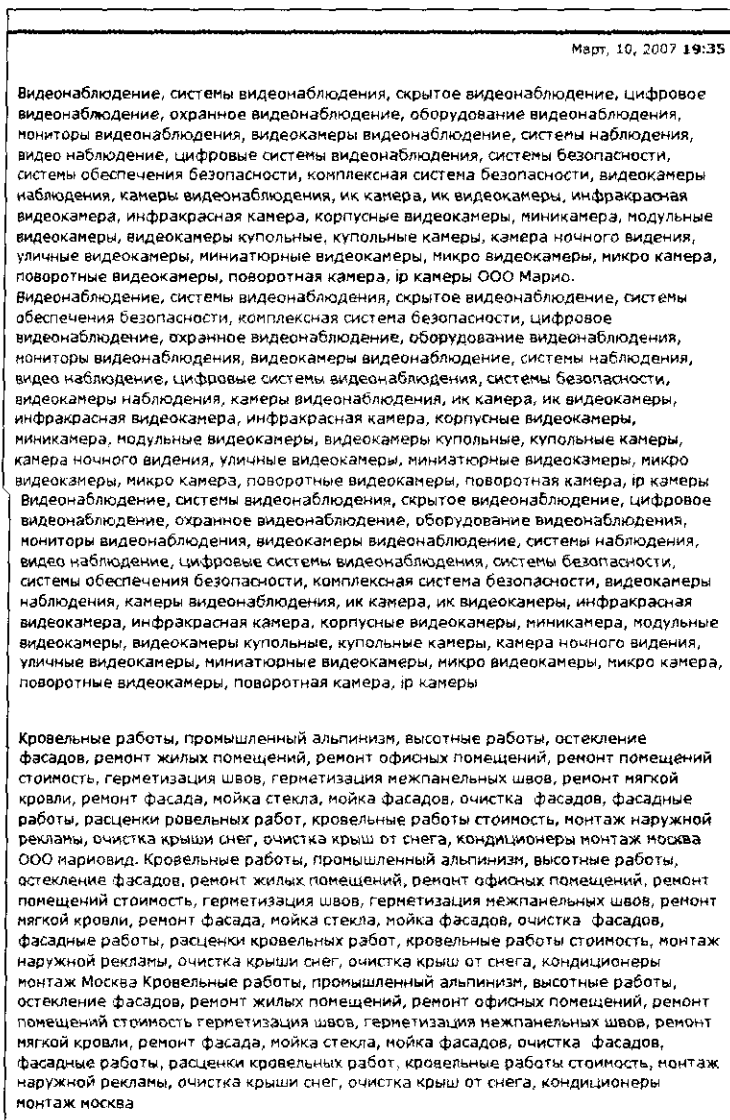 Март, 10, 2007 19:35
Видеонаблюдение, системы видеонаблюдения, скрытое видеонаблюдение, цифровое
видеонаблюдение, охранное видеонаблюдение, оборудование видеонаблюдения,
мониторы видеонаблюдения, видеокамеры видеонаблюдение, системы наблюдения,
видео наблюдение, цифровые системы видеонаблюдения, системы безопасности,
системы обеспечения безопасности, комплексная система безопасности, видеокамеры
наблюдения, камеры видеонаблюдения, ик камера, ик видеокамеры, инфракрасная
видеокамера, инфракрасная камера, корпусные видеокамеры, миникамера, модульные
видеокамеры, видеокамеры купольные, купольные камеры, камера ночного видения,
уличные видеокамеры, миниатюрные видеокамеры, микро видеокамеры, микро камера,
поворотные видеокамеры, поворотная камера, ip камеры ООО Марио.
Видеонаблюдение, системы видеонаблюдения, скрытое видеонаблюдение, системы
обеспечения безопасности, комплексная система безопасности, цифровое
видеонаблюдение, охранное видеонаблюдение, оборудование видеонаблюдения,
мониторы видеонаблюдения, видеокамеры видеонаблюдение, системы наблюдения,
видео наблюдение, цифровые системы видеонаблюдения, системы безопасности,
видеокамеры наблюдения, камеры видеонаблюдения, ик камера, ик видеокамеры,
инфракрасная видеокамера, инфракрасная камера, корпусные видеокамеры,
миникамера, модульные видеокамеры, видеокамеры купольные, купольные камеры,
камера ночного видения, уличные видеокамеры, миниатюрные видеокамеры, микро
видеокамеры, микро камера, поворотные видеокамеры, поворотная камера, ip камеры
Видеонаблюдение, системы видеонаблюдения, скрытое видеонаблюдение, цифровое
видеонаблюдение, охранное видеонаблюдение, оборудование видеонаблюдения,
мониторы видеонаблюдения, видеокамеры видеонаблюдение, системы наблюдения,
видео наблюдение, цифровые системы видеонаблюдения, системы безопасности,
системы обеспечения безопасности, комплексная система безопасности, видеокамеры
наблюдения, камеры видеонаблюдения, ик камера, ик видеокамеры, инфракрасная
видеокамера, инфракрасная камера, корпусные видеокамеры, миникамера, модульные
видеокамеры, видеокамеры купольные, купольные камеры, камера ночного видения,
уличные видеокамеры, миниатюрные видеокамеры, микро видеокамеры, микро камера,
поворотные видеокамеры, поворотная камера, ip камеры
Кровельные работы, промышленный альпинизм, высотные работы, остекление
фасадов, ремонт жилых помещений, ремонт офисных помещений, ремонт помещений
стоимость, герметизация швов, герметизация межпанельных швов, ремонт мягкой
кровли, ремонт фасада, мойка стекла, мойка фасадов, очистка фасадов, фасадные
работы, расценки ровельных работ, кровельные работы стоимость, монтаж наружной
рекламы, очистка крыши снег, очистка крыш от снега, кондиционеры монтаж москва
ООО мариовид. Кровельные работы, промышленный альпинизм, высотные работы,
остекление фасадов, ремонт жилых помещений, ремонт офисных помещений, ремонт
помещений стоимость, герметизация швов, герметизация межпанельных швов, ремонт
мягкой кровли, ремонт фасада, мойка стекла, мойка фасадов, очистка фасадов,
фасадные работы, расценки кровельных работ, кровельные работы стоимость, монтаж
наружной рекламы, очистка крыши снег, очистка крыш от снега, кондиционеры
монтаж Москва Кровельные работы, промышленный альпинизм, высотные работы,
остекление фасадов, ремонт жилых помещений, ремонт офисных помещений, ремонт
помещений стоимость герметизация швов, герметизация межпанельных швов, ремонт
мягкой кровли, ремонт фасада, мойка стекла, мойка фасадов, очистка фасадов,
фасадные работы, расценки кровельных работ, кровельные работы стоимость, монтаж
наружной рекламы, очистка крыши снег, очистка крыш от снега, кондиционеры
монтаж москва